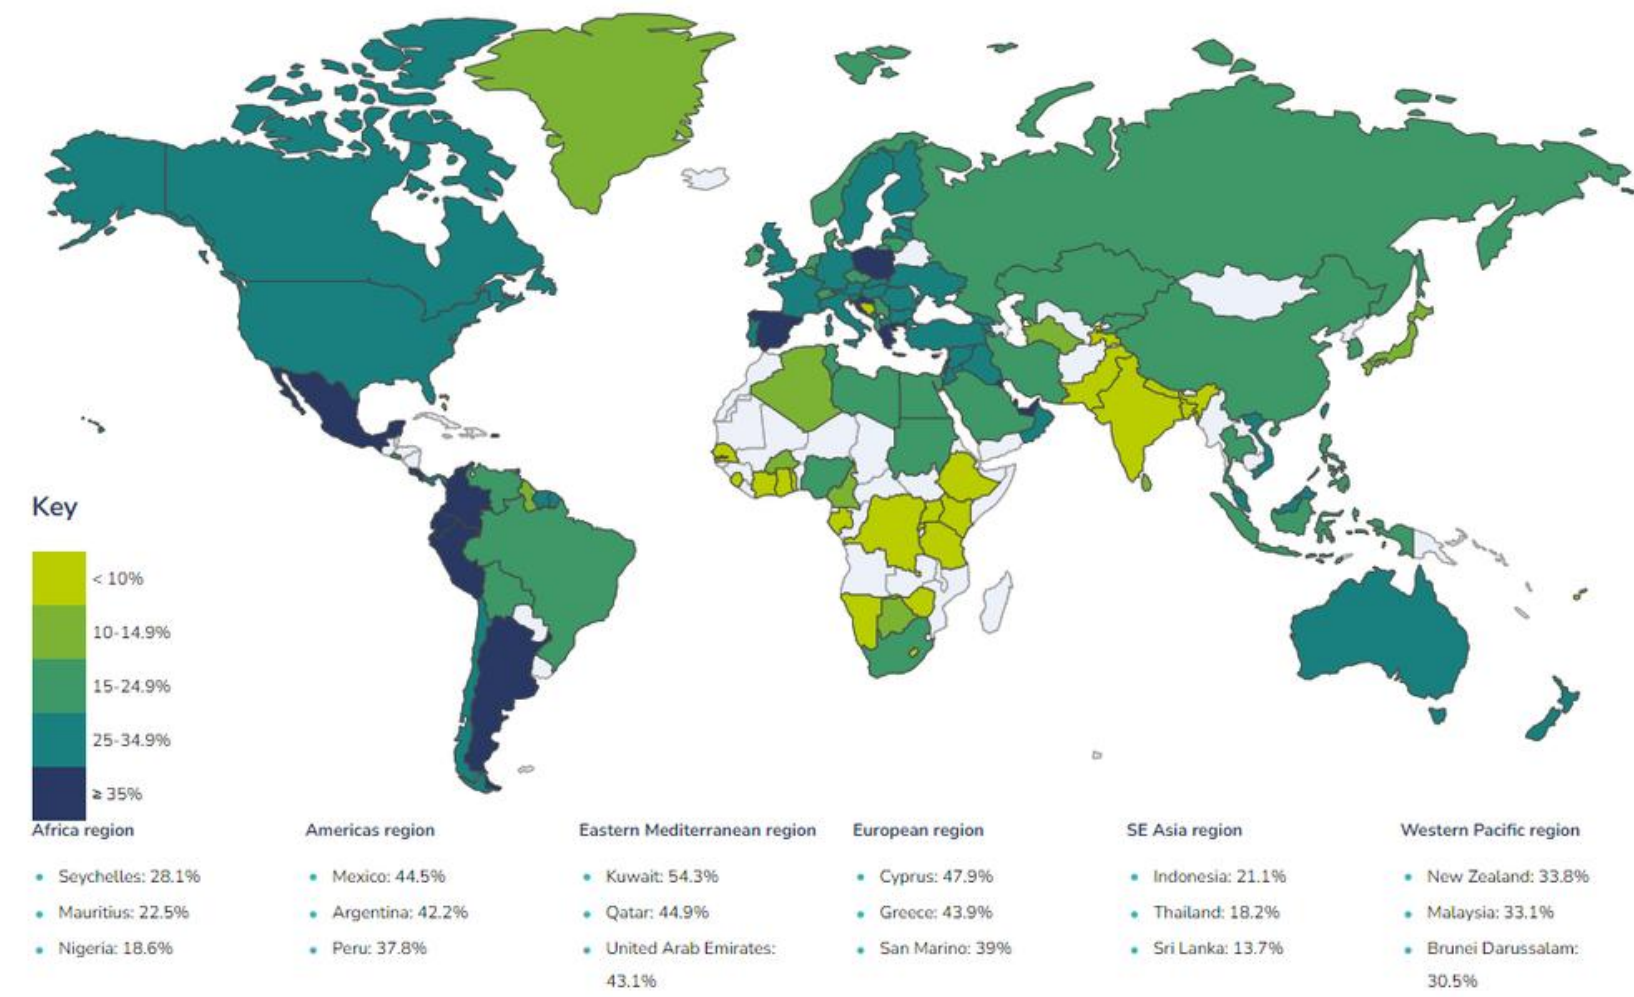 Key
< 10%
10-14.9%
15-24.9%
25-34.9%
≥ 35%
Africa region
Seychelles: 28.1%
Mauritius: 22.5%
Nigeria: 18.6%
Americas region
Mexico: 44.5%
Argentina: 42.2%
Peru: 37.8%
Eastern Mediterranean region
Kuwait: 54.3%
Qatar: 44.9%
United Arab Emirates:
43.1%
European region
Cyprus: 47.9%
Greece: 43.9%
San Marino: 39%
SE Asia region
Indonesia: 21.1%
Thailand: 18.2%
Sri Lanka: 13.7%
Western Pacific region
New Zealand: 33.8%
Malaysia: 33.1%
Brunei Darussalam:
30.5%